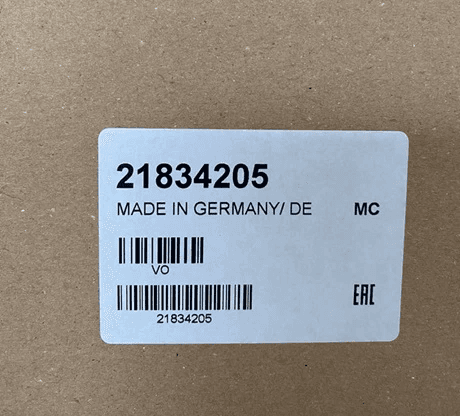 21834205
MADE IN GERMANY/ DE MC
VO
EAC
21834205